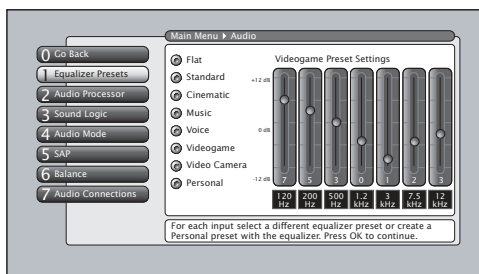 Main Menu ▸ Audio
0 Go Back
1 Equalizer Presets
2 Audio Processor
3 Sound Logic
4 Audio Mode
5 SAP
6 Balance
7 Audio Connections
Flat
Standard
Cinematic
Music
Voice
Videogame
Video Camera
Personal
Videogame Preset Settings
+12 dB
0 dB
-12 dB
7 5 3 0 1 2 3
120 Hz
200 Hz
500 Hz
1.2 kHz
3 kHz
7.5 kHz
12 kHz
For each input select a different equalizer preset or create a
Personal preset with the equalizer. Press OK to continue.